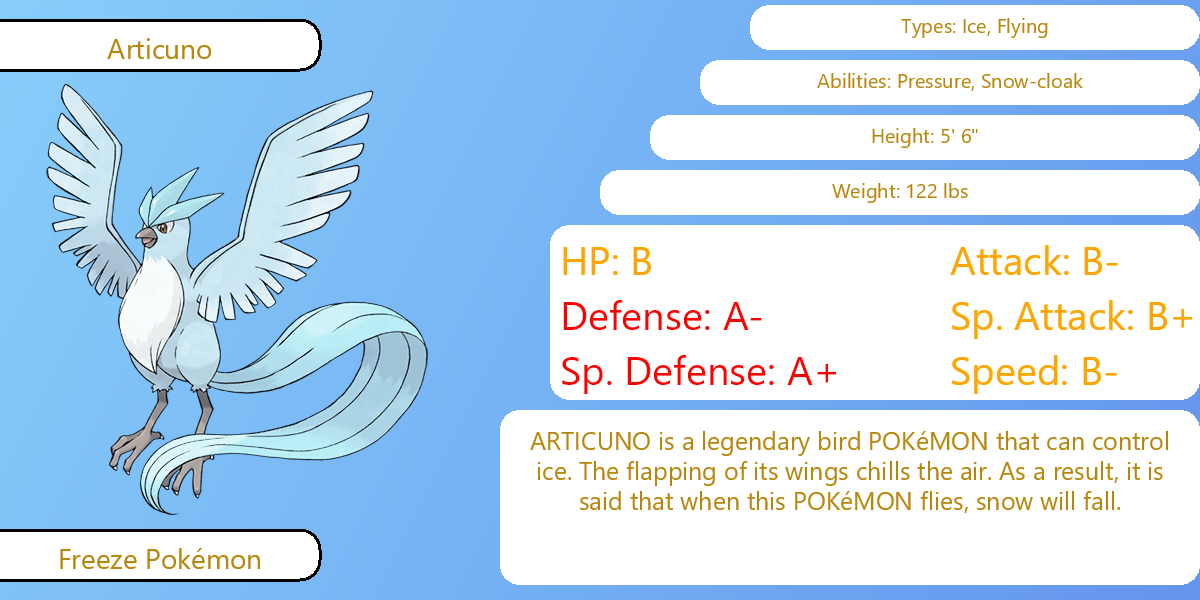 Articuno
Types: Ice, Flying
Abilities: Pressure, Snow-cloak
Height: 5' 6"
Weight: 122 lbs
HP: B
Attack: B-
Defense: A-
Sp. Attack: B+
Sp. Defense: A+
Speed: B-
ARTICUNO is a legendary bird POKéMON that can control
ice. The flapping of its wings chills the air. As a result, it is
said that when this POKéMON flies, snow will fall.
Freeze Pokémon